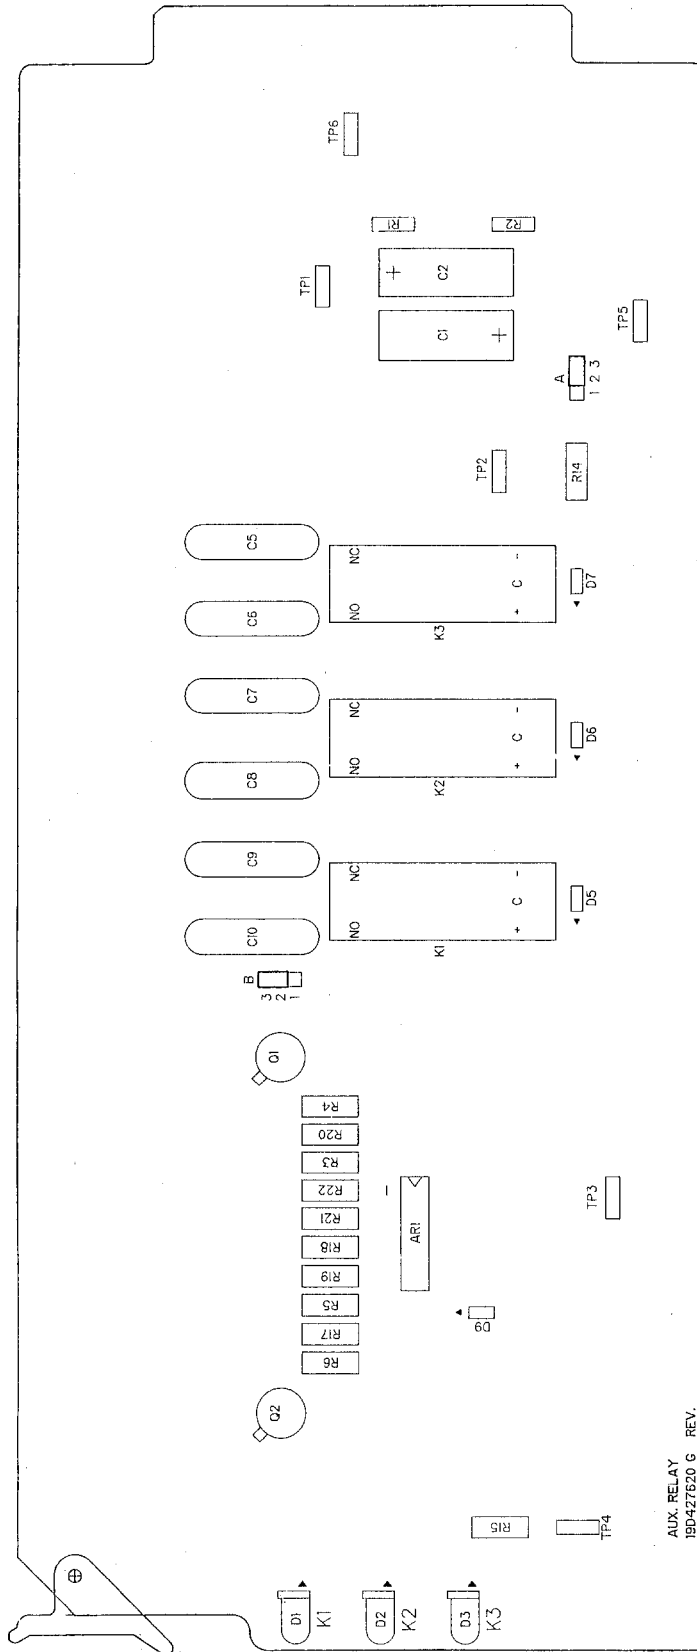 TP6
R1
R2
TP1
C2
+
C1
+
TP5
A
1 2 3
TP2
R14
C5
C6
NC
NO
C
-
+
K3
D7
C7
C8
NC
NO
C
-
+
K2
D6
C9
C10
NC
NO
C
-
+
K1
D5
B
3
2
1
Q1
R4
R20
R3
R22
R21
R18
R19
R5
R17
R6
AR1
TP3
D9
Q2
R15
TP4
AUX. RELAY
19D427620 G REV.
D1
K1
D2
K2
D3
K3